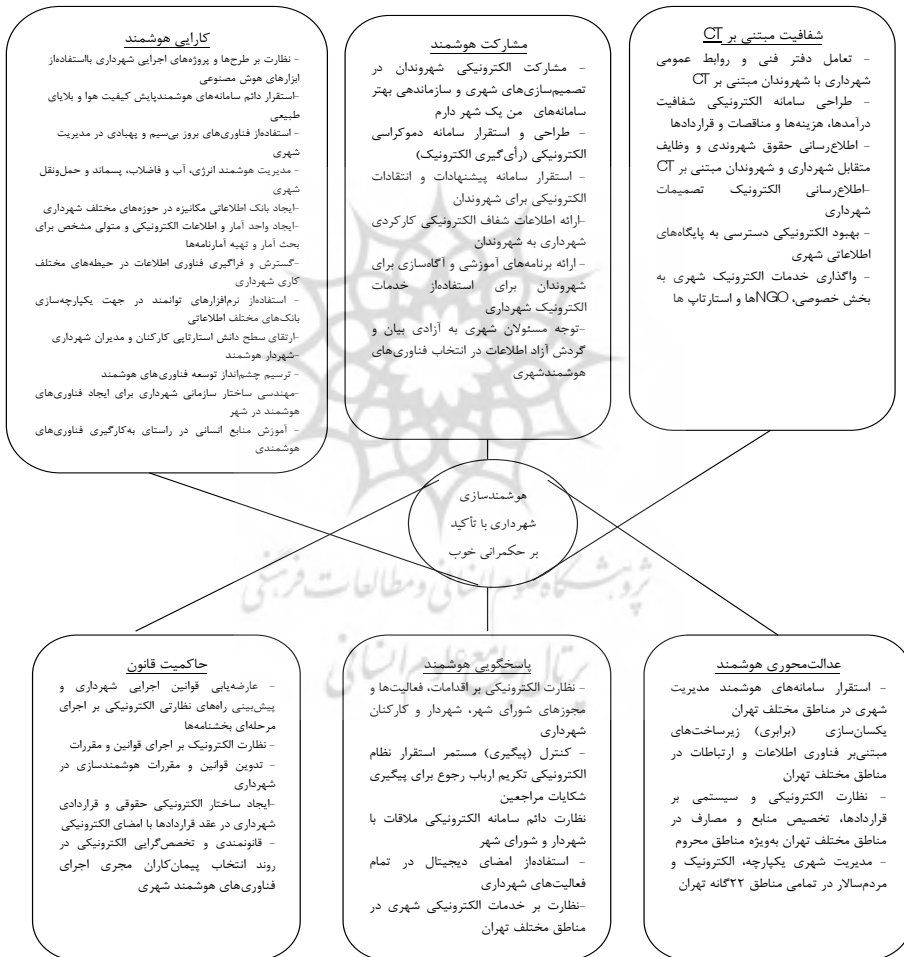 شفافیت مبتنی بر CT
- تعامل دفتر فنی و روابط عمومی
شهرداری با شهروندان مبتنی بر CT
- طراحی سامانه الکترونیکی شفافیت
درآمدها، هزینه‌ها و مناقصات و قراردادها
- اطلاع‌رسانی حقوق شهروندی و وظایف
متقابل شهرداری و شهروندان مبتنی بر CT
-اطلاع‌رسانی الکترونیک تصمیمات
شهرداری
- بهبود الکترونیکی دسترسی به پایگاه‌های
اطلاعاتی شهری
- واگذاری خدمات الکترونیک شهری به
بخش خصوصی، NGOها و استارتاپ ها
مشارکت هوشمند
- مشارکت الکترونیکی شهروندان در
تصمیم‌سازی‌های شهری و سازماندهی بهتر
سامانه‌های من یک شهر دارم
- طراحی و استقرار سامانه دموکراسی
الکترونیکی (رأی‌گیری الکترونیک)
- استقرار سامانه پیشنهادات و انتقادات
الکترونیکی برای شهروندان
-ارائه اطلاعات شفاف الکترونیکی کارکردی
شهرداری به شهروندان
- ارائه برنامه‌های آموزشی و آگاه‌سازی برای
شهروندان برای استفاده‌از خدمات
الکترونیک شهرداری
-توجه مسئولان شهری به آزادی بیان و
گردش آزاد اطلاعات در انتخاب فناوری‌های
هوشمندشهری
کارایی هوشمند
- نظارت بر طرح‌ها و پروژه‌های اجرایی شهرداری بااستفاده‌از
ابزارهای هوش مصنوعی
-استقرار دائم سامانه‌های هوشمندپایش کیفیت هوا و بلایای
طبیعی
- استفاده‌از فناوری‌های بروز بی‌سیم و پهبادی در مدیریت
شهری
- مدیریت هوشمند انرژی، آب و فاضلاب، پسماند و حمل‌ونقل
شهری
-ایجاد بانک اطلاعاتی مکانیزه در حوزه‌های مختلف شهرداری
-ایجاد واحد آمار و اطلاعات الکترونیکی و متولی مشخص برای
بحث آمار و تهیه آمارنامه‌ها
-گسترش و فراگیری فناوری اطلاعات در حیطه‌های مختلف
کاری شهرداری
- استفاده‌از نرم‌افزارهای توانمند در جهت یکپارچه‌سازی
بانک‌های مختلف اطلاعاتی
-ارتقای سطح دانش استارتاپی کارکنان و مدیران شهرداری
-شهردار هوشمند
- ترسیم چشم‌انداز توسعه فناوری‌های هوشمند
-مهندسی ساختار سازمانی شهرداری برای ایجاد فناوری‌های
هوشمند در شهر
- آموزش منابع انسانی در راستای به‌کارگیری فناوری‌های
هوشمندی
هوشمندسازی
شهرداری با تأکید
بر حکمرانی خوب
پژوهشگاه علوم انسانی و مطالعات فرهنگی
پرتال جامع علوم انسانی
عدالت‌محوری هوشمند
- استقرار سامانه‌های هوشمند مدیریت
شهری در مناطق مختلف تهران
یکسان‌سازی (برابری) زیرساخت‌های
مبتنی‌بر فناوری اطلاعات و ارتباطات در
مناطق مختلف تهران
- نظارت الکترونیکی و سیستمی بر
قراردادها، تخصیص منابع و مصارف در
مناطق مختلف تهران به‌ویژه مناطق محروم
- مدیریت شهری یکپارچه، الکترونیک و
مردم‌سالار در تمامی مناطق ۲۲گانه تهران
پاسخگویی هوشمند
- نظارت الکترونیکی بر اقدامات، فعالیت‌ها و
مجوزهای شورای شهر، شهردار و کارکنان
شهرداری
- کنترل (پیگیری) مستمر استقرار نظام
الکترونیکی تکریم ارباب رجوع برای پیگیری
شکایات مراجعین
نظارت دائم سامانه الکترونیکی ملاقات با
شهردار و شورای شهر
- استفاده‌از امضای دیجیتال در تمام
فعالیت‌های شهرداری
-نظارت بر خدمات الکترونیکی شهری در
مناطق مختلف تهران
حاکمیت قانون
- عارضه‌یابی قوانین اجرایی شهرداری و
پیش‌بینی راه‌های نظارتی الکترونیکی بر اجرای
مرحله‌ای بخشنامه‌ها
- نظارت الکترونیک بر اجرای قوانین و مقررات
- تدوین قوانین و مقررات هوشمندسازی در
شهرداری
-ایجاد ساختار الکترونیکی حقوقی و قراردادی
شهرداری در عقد قراردادها با امضای الکترونیکی
- قانونمندی و تخصص‌گرایی الکترونیکی در
روند انتخاب پیمان‌کاران مجری اجرای
فناوری‌های هوشمند شهری